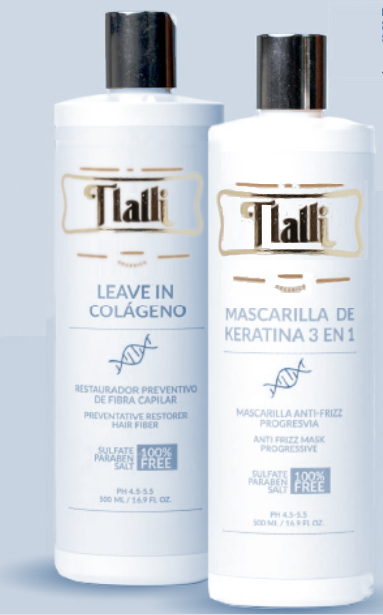 Tlalli
ORGANICS
LEAVE IN
COLÁGENO
RESTAURADOR PREVENTIVO
DE FIBRA CAPILAR
PREVENTATIVE RESTORER
HAIR FIBER
SULFATE
PARABEN
SALT
100%
FREE
PH 4.5-5.5
500 ML / 16.9 FL OZ.
Tlalli
ORGANICS
MASCARILLA DE
KERATINA 3 EN 1
MASCARILLA ANTI-FRIZZ
PROGRESVIA
ANTI FRIZZ MASK
PROGRESSIVE
SULFATE
PARABEN
SALT
100%
FREE
PH 4.5-5.5
500 ML / 16.9 FL OZ.